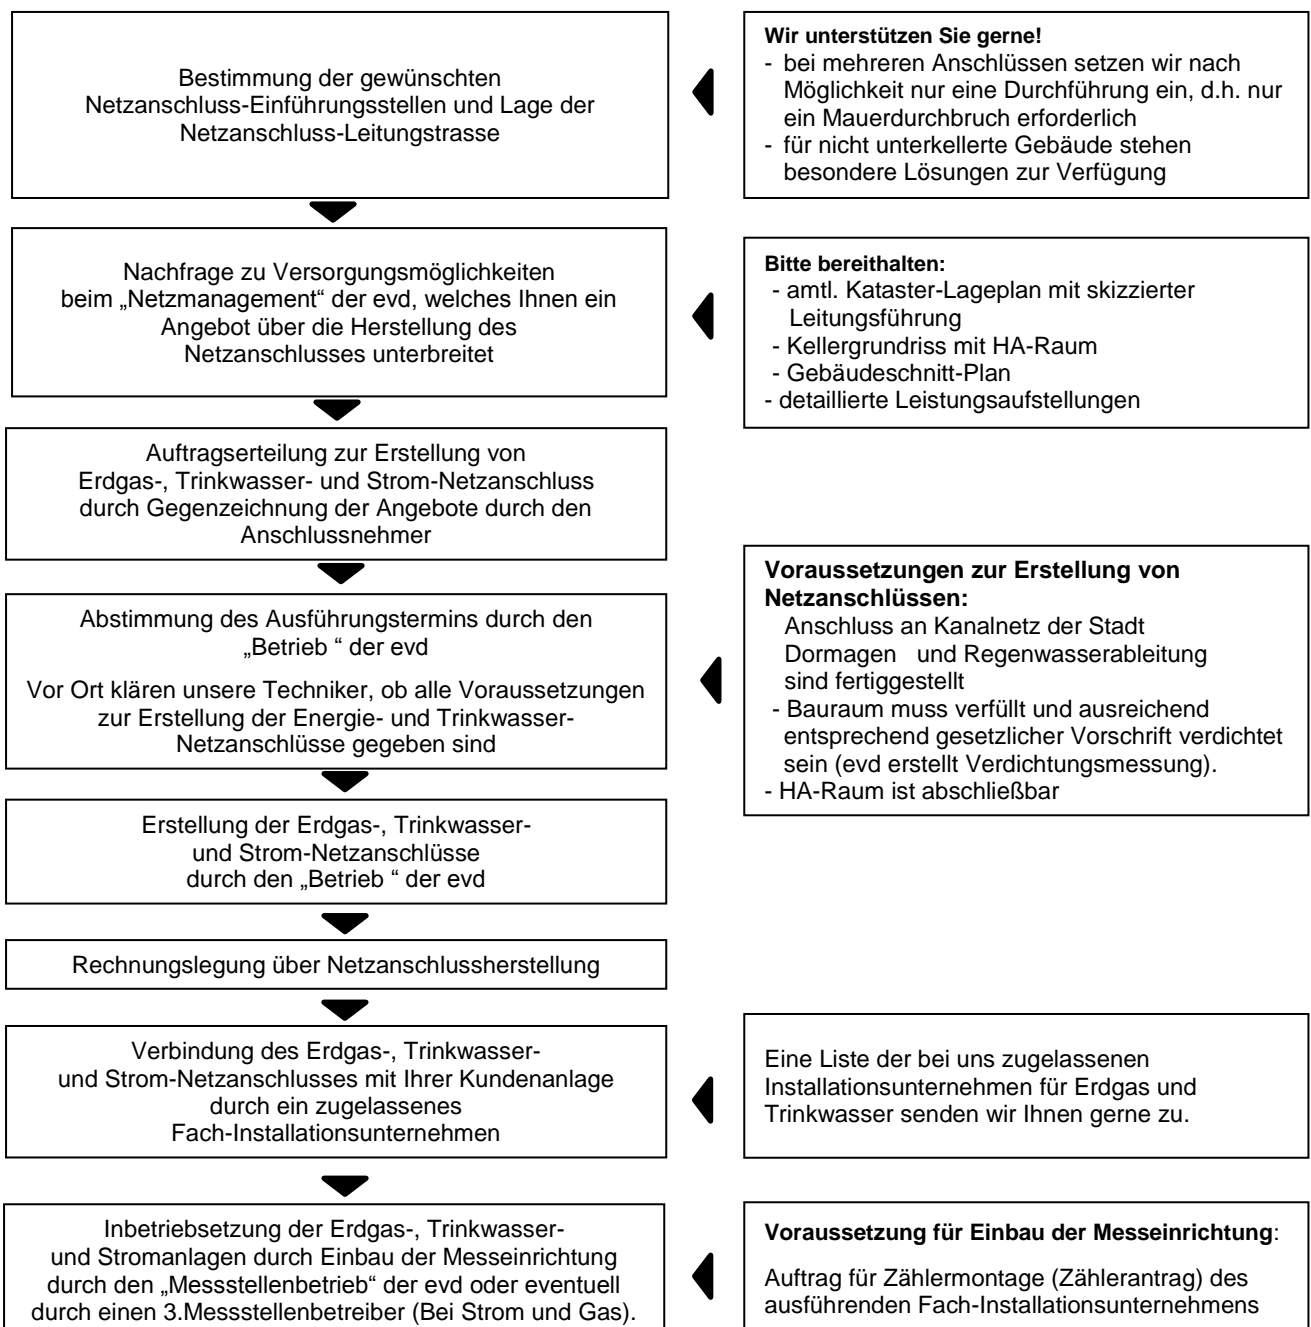 Bestimmung der gewünschten
Netzanschluss-Einführungsstellen und Lage der
Netzanschluss-Leitungstrasse
Wir unterstützen Sie gerne!
- bei mehreren Anschlüssen setzen wir nach
Möglichkeit nur eine Durchführung ein, d.h. nur
ein Mauerdurchbruch erforderlich
- für nicht unterkellerte Gebäude stehen
besondere Lösungen zur Verfügung
Nachfrage zu Versorgungsmöglichkeiten
beim „Netzmanagement“ der evd, welches Ihnen ein
Angebot über die Herstellung des
Netzanschlusses unterbreitet
Bitte bereithalten:
- amtl. Kataster-Lageplan mit skizzierter
Leitungsführung
- Kellergrundriss mit HA-Raum
- Gebäudeschnitt-Plan
- detaillierte Leistungsaufstellungen
Auftragserteilung zur Erstellung von
Erdgas-, Trinkwasser- und Strom-Netzanschluss
durch Gegenzeichnung der Angebote durch den
Anschlussnehmer
Abstimmung des Ausführungstermins durch den
„Betrieb “ der evd
Vor Ort klären unsere Techniker, ob alle Voraussetzungen
zur Erstellung der Energie- und Trinkwasser-
Netzanschlüsse gegeben sind
Voraussetzungen zur Erstellung von
Netzanschlüssen:
Anschluss an Kanalnetz der Stadt
Dormagen und Regenwasserableitung
sind fertiggestellt
- Bauraum muss verfüllt und ausreichend
entsprechend gesetzlicher Vorschrift verdichtet
sein (evd erstellt Verdichtungsmessung).
- HA-Raum ist abschließbar
Erstellung der Erdgas-, Trinkwasser-
und Strom-Netzanschlüsse
durch den „Betrieb “ der evd
Rechnungslegung über Netzanschlussherstellung
Verbindung des Erdgas-, Trinkwasser-
und Strom-Netzanschlusses mit Ihrer Kundenanlage
durch ein zugelassenes
Fach-Installationsunternehmen
Eine Liste der bei uns zugelassenen
Installationsunternehmen für Erdgas und
Trinkwasser senden wir Ihnen gerne zu.
Inbetriebsetzung der Erdgas-, Trinkwasser-
und Stromanlagen durch Einbau der Messeinrichtung
durch den „Messstellenbetrieb“ der evd oder eventuell
durch einen 3.Messstellenbetreiber (Bei Strom und Gas).
Voraussetzung für Einbau der Messeinrichtung:
Auftrag für Zählermontage (Zählerantrag) des
ausführenden Fach-Installationsunternehmens